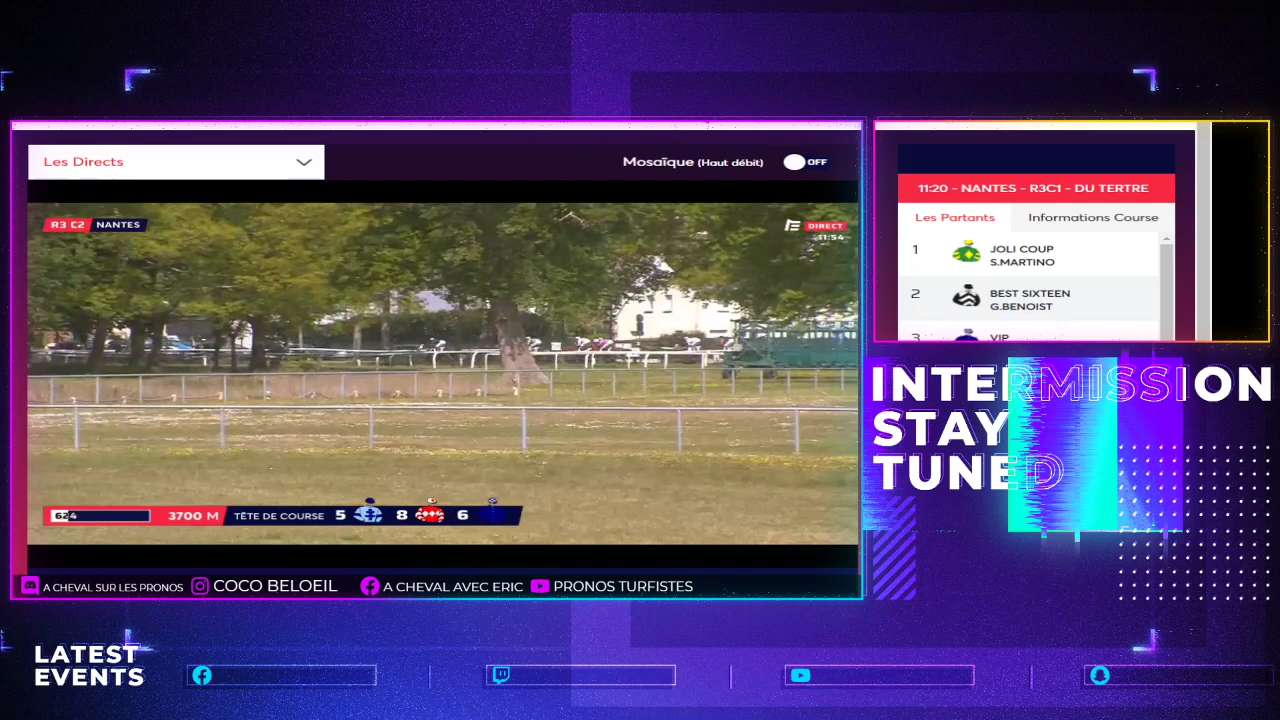 Les Directs
Mosaïque (Haut débit)
OFF
R3 C2 NANTES
DIRECT
11:54
624
3700 M
TÊTE DE COURSE 5 8 6
A CHEVAL SUR LES PRONOS
COCO BELOEIL
A CHEVAL AVEC ERIC
PRONOS TURFISTES
11:20 - NANTES - R3C1 - DU TERTRE
Les Partants
Informations Course
1
JOLI COUP
S.MARTINO
2
BEST SIXTEEN
G.BENOIST
3
VIP
INTERMISSION
STAY
TUNED
LATEST
EVENTS